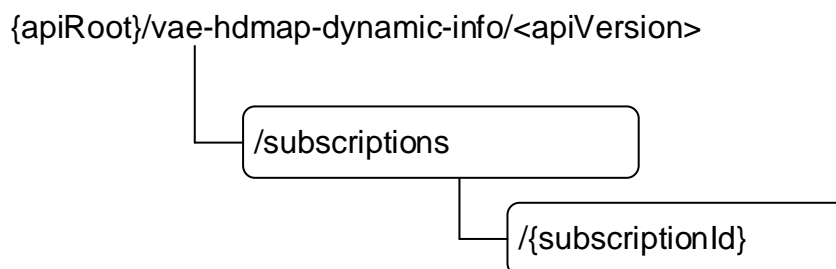 {apiRoot}/vae-hdmap-dynamic-info/<apiVersion>
/subscriptions
/{subscriptionId}